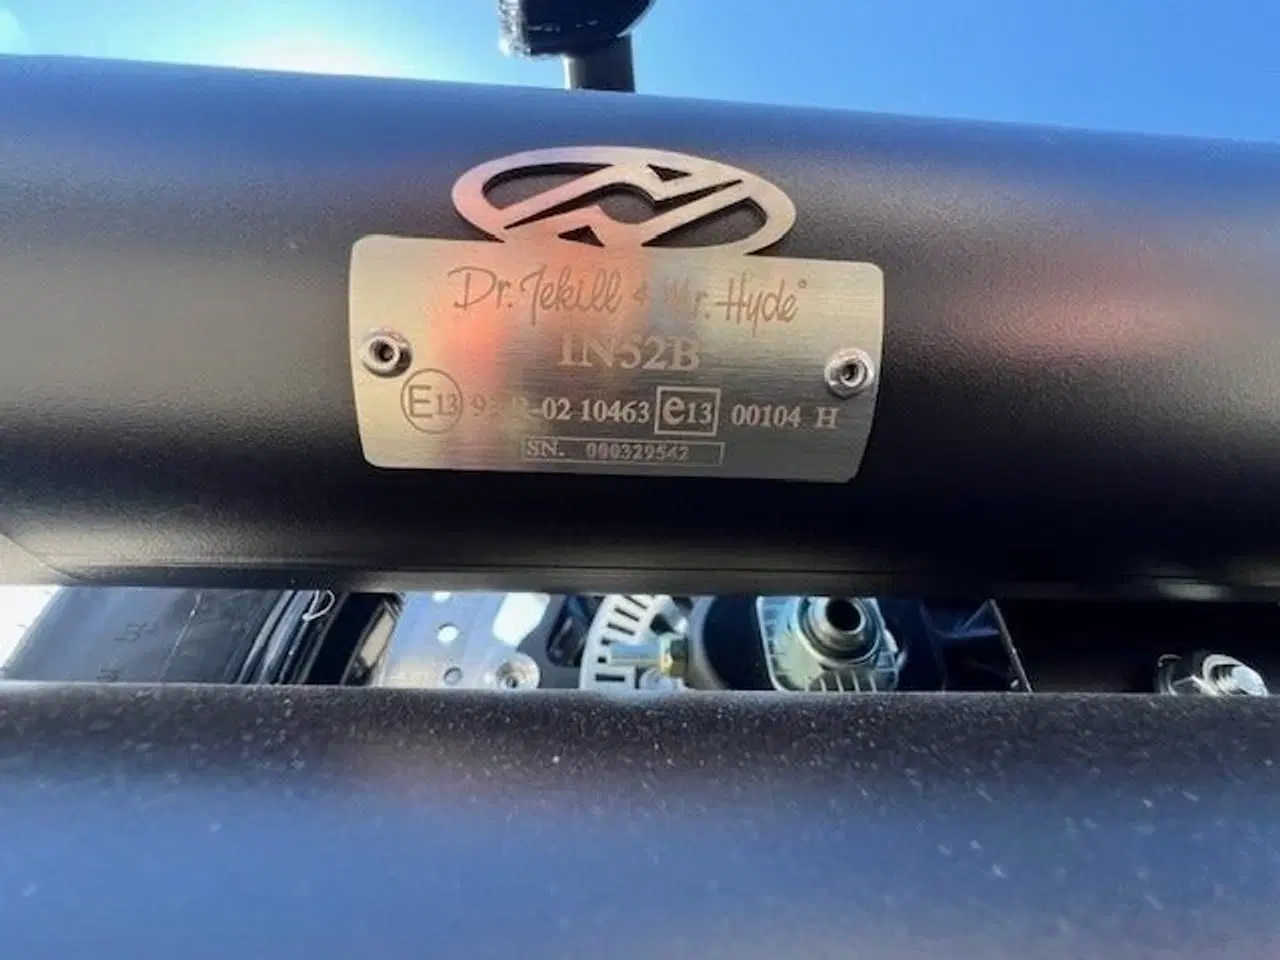 Dr. Jekill & Mr. Hyde®
IN52B
E13 -02 10463 e13 00104 H
SN. 000329542